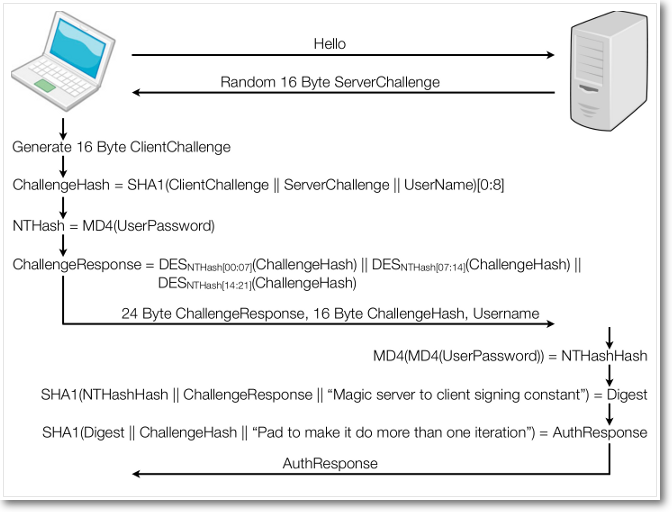 Hello
Random 16 Byte ServerChallenge
Generate 16 Byte ClientChallenge
ChallengeHash = SHA1(ClientChallenge || ServerChallenge || UserName)[0:8]
NTHash = MD4(UserPassword)
ChallengeResponse = DESNTHash[00:07](ChallengeHash) || DESNTHash[07:14](ChallengeHash) ||
DESNTHash[14:21](ChallengeHash)
24 Byte ChallengeResponse, 16 Byte ChallengeHash, Username
MD4(MD4(UserPassword)) = NTHashHash
SHA1(NTHashHash || ChallengeResponse || “Magic server to client signing constant”) = Digest
SHA1(Digest || ChallengeHash || “Pad to make it do more than one iteration”) = AuthResponse
AuthResponse